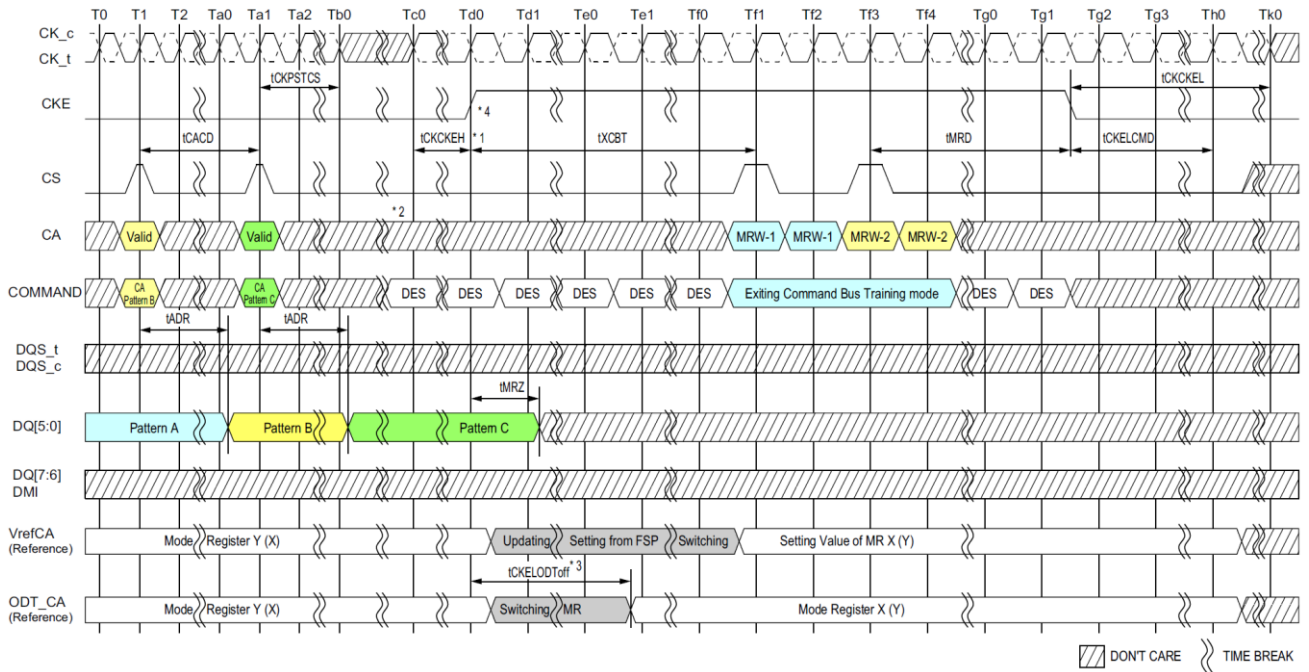 T0 T1 T2 Ta0 Ta1 Ta2 Tb0 Tc0 Td0 Td1 Te0 Te1 Tf0 Tf1 Tf2 Tf3 Tf4 Tg0 Tg1 Tg2 Tg3 Th0 Tk0
CK_c
CK_t
tCKPSTCS tCKCKEL
CKE
* 4
tCACD tCKCKEH * 1 tXCBT tMRD tCKELCMD
CS
* 2
CA Valid Valid MRW-1 MRW-1 MRW-2 MRW-2
COMMAND CA Pattern B CA Pattern C DES DES DES DES DES DES Exiting Command Bus Training mode DES DES
tADR tADR
DQS_t
DQS_c
tMRZ
DQ[5:0] Pattern A Pattern B Pattern C
DQ[7:6]
DMI
VrefCA
(Reference) Mode Register Y (X) Updating Setting from FSP Switching Setting Value of MR X (Y)
tCKELODToff * 3
ODT_CA
(Reference) Mode Register Y (X) Switching MR Mode Register X (Y)
DON'T CARE TIME BREAK